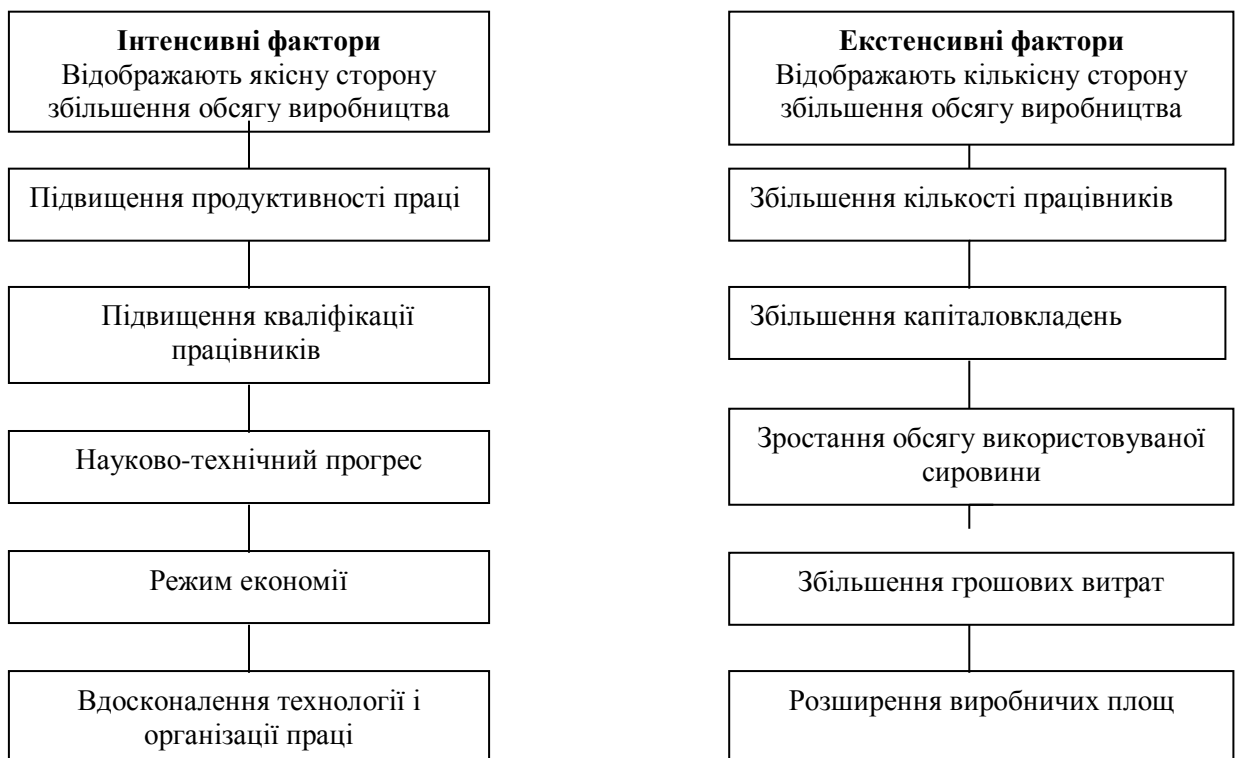 Інтенсивні фактори
Відображають якісну сторону
збільшення обсягу виробництва
Підвищення продуктивності праці
Підвищення кваліфікації
працівників
Науково-технічний прогрес
Режим економії
Вдосконалення технології і
організації праці
Екстенсивні фактори
Відображають кількісну сторону
збільшення обсягу виробництва
Збільшення кількості працівників
Збільшення капіталовкладень
Зростання обсягу використовуваної
сировини
Збільшення грошових витрат
Розширення виробничих площ